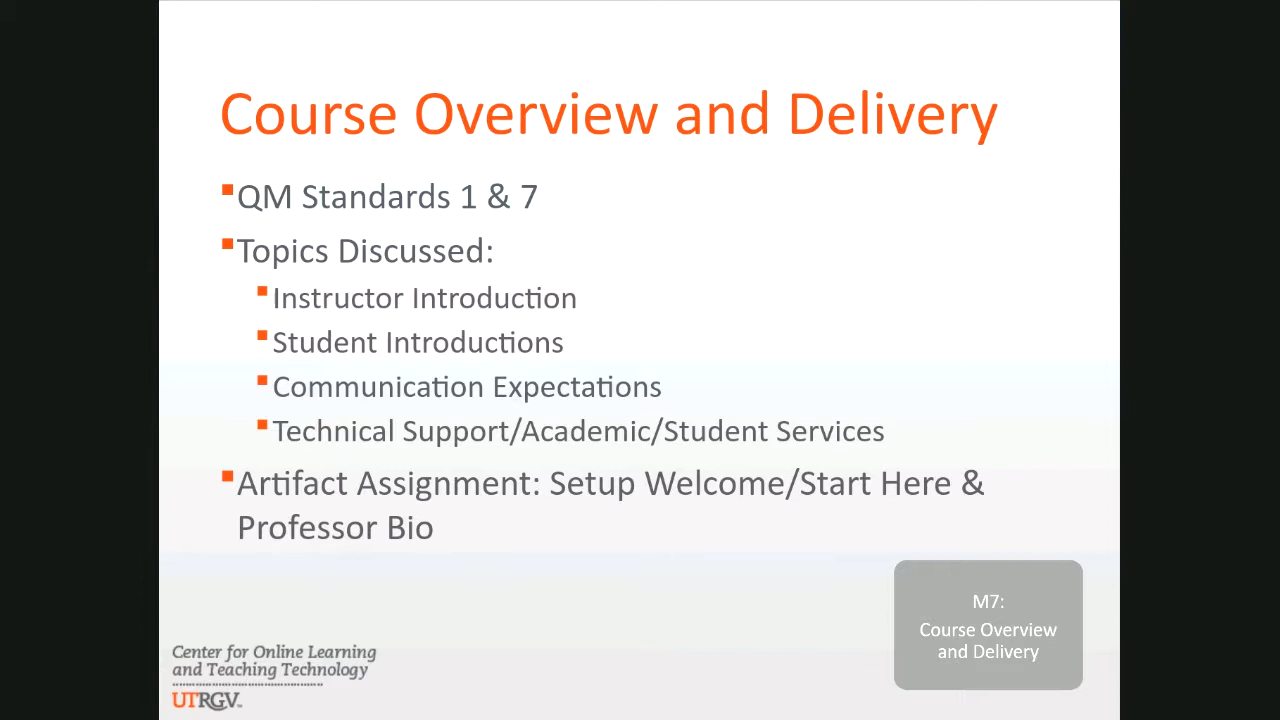 Course Overview and Delivery
QM Standards 1 & 7
Topics Discussed:
Instructor Introduction
Student Introductions
Communication Expectations
Technical Support/Academic/Student Services
Artifact Assignment: Setup Welcome/Start Here &
Professor Bio
M7:
Course Overview
and Delivery
Center for Online Learning
and Teaching Technology
UTRGV™